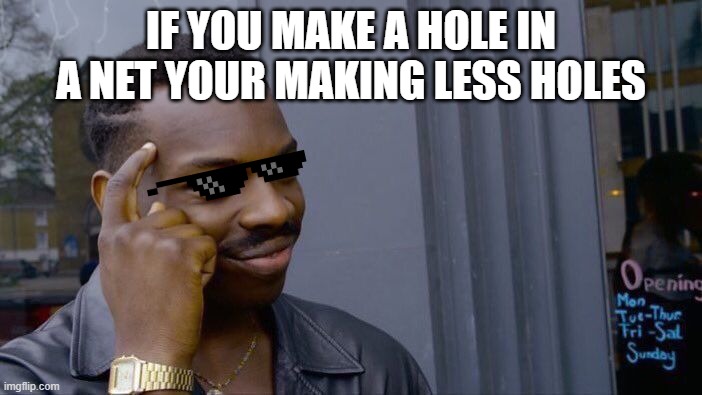 IF YOU MAKE A HOLE IN
A NET YOUR MAKING LESS HOLES
Opening
Mon
Tue-Thur
Fri-Sat
Sunday
imgflip.com